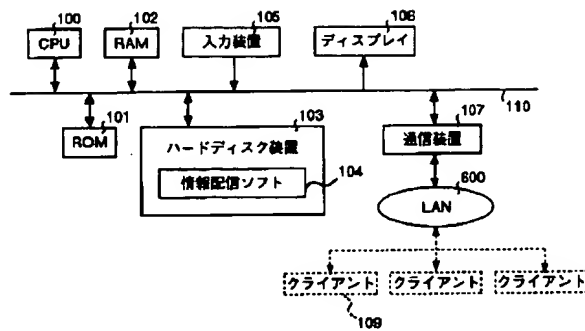 100
102
105
106
CPU
RAM
入力装置
ディスプレイ
110
101
103
107
ROM
ハードディスク装置
通信装置
情報配信ソフト
104
600
LAN
クライアント
クライアント
クライアント
109